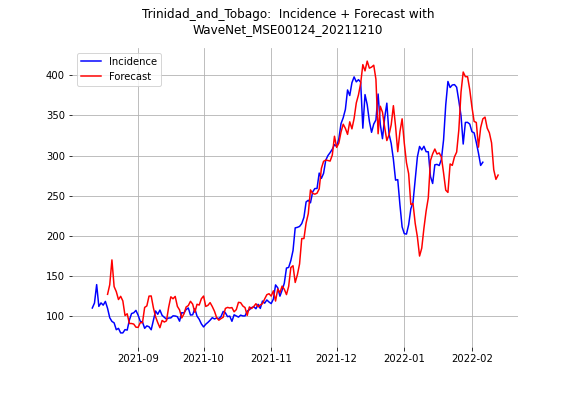 Trinidad_and_Tobago:  Incidence + Forecast with
WaveNet_MSE00124_20211210
Incidence
Forecast
400
350
300
250
200
150
100
2021-09 2021-10 2021-11 2021-12 2022-01 2022-02